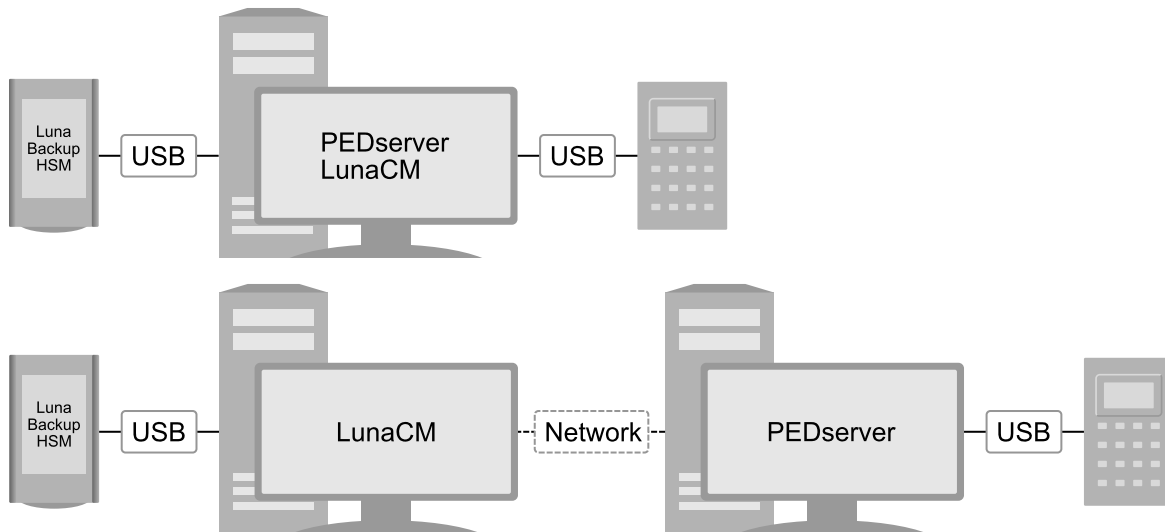 Luna
Backup
HSM
USB
PEDserver
LunaCM
USB
Luna
Backup
HSM
USB
LunaCM
Network
PEDserver
USB